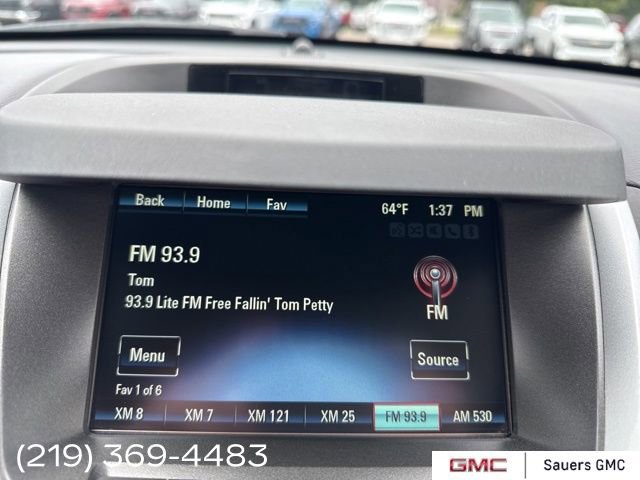 Back Home Fav 64°F 1:37 PM
FM 93.9
Tom
93.9 Lite FM Free Fallin' Tom Petty
FM
Menu
Source
Fav 1 of 6
XM 8 XM 7 XM 121 XM 25 FM 93.9 AM 530
(219) 369-4483
GMC Sauers GMC